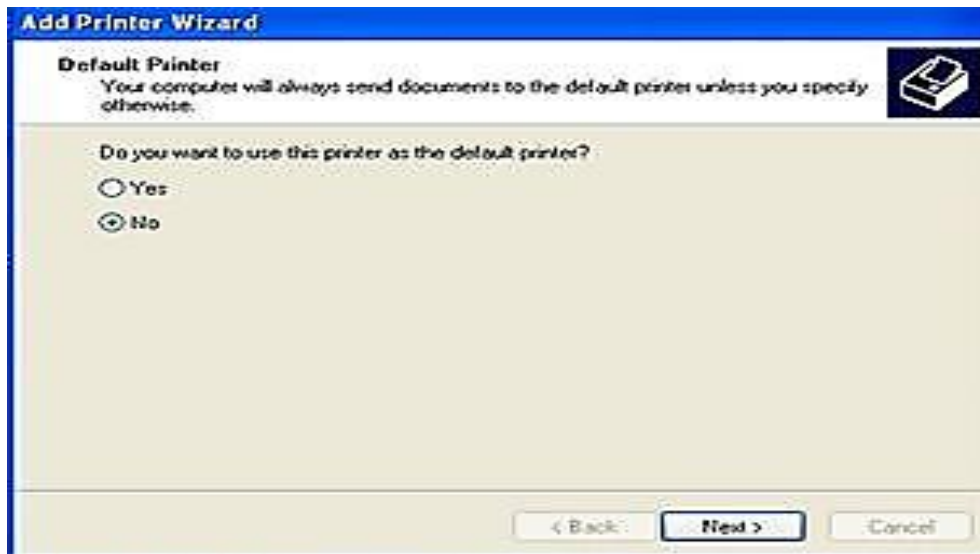 Add Printer Wizard
Default Printer
Your computer will always send documents to the default printer unless you specify
otherwise.
Do you want to use this printer as the default printer?
Yes
No
< Back
Next >
Cancel